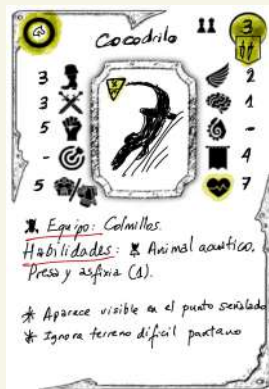 Cocodrilo
3
3
2
3
1
5
-
-
4
5
7
Equipo: Colmillos.
Habilidades: Animal acuático,
Presa y asfixia (1).
* Aparece visible en el punto señalado
* Ignora terreno difícil pantano